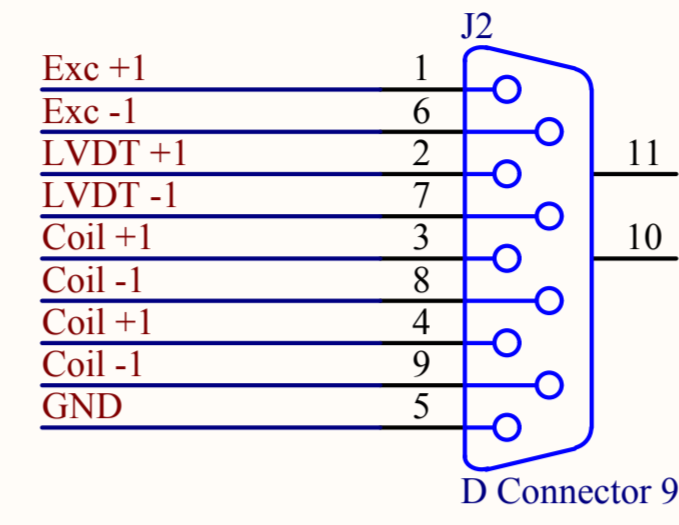 J2
Exc +1 1
Exc -1 6
LVDT +1 2 11
LVDT -1 7
Coil +1 3 10
Coil -1 8
Coil +1 4
Coil -1 9
GND 5
D Connector 9